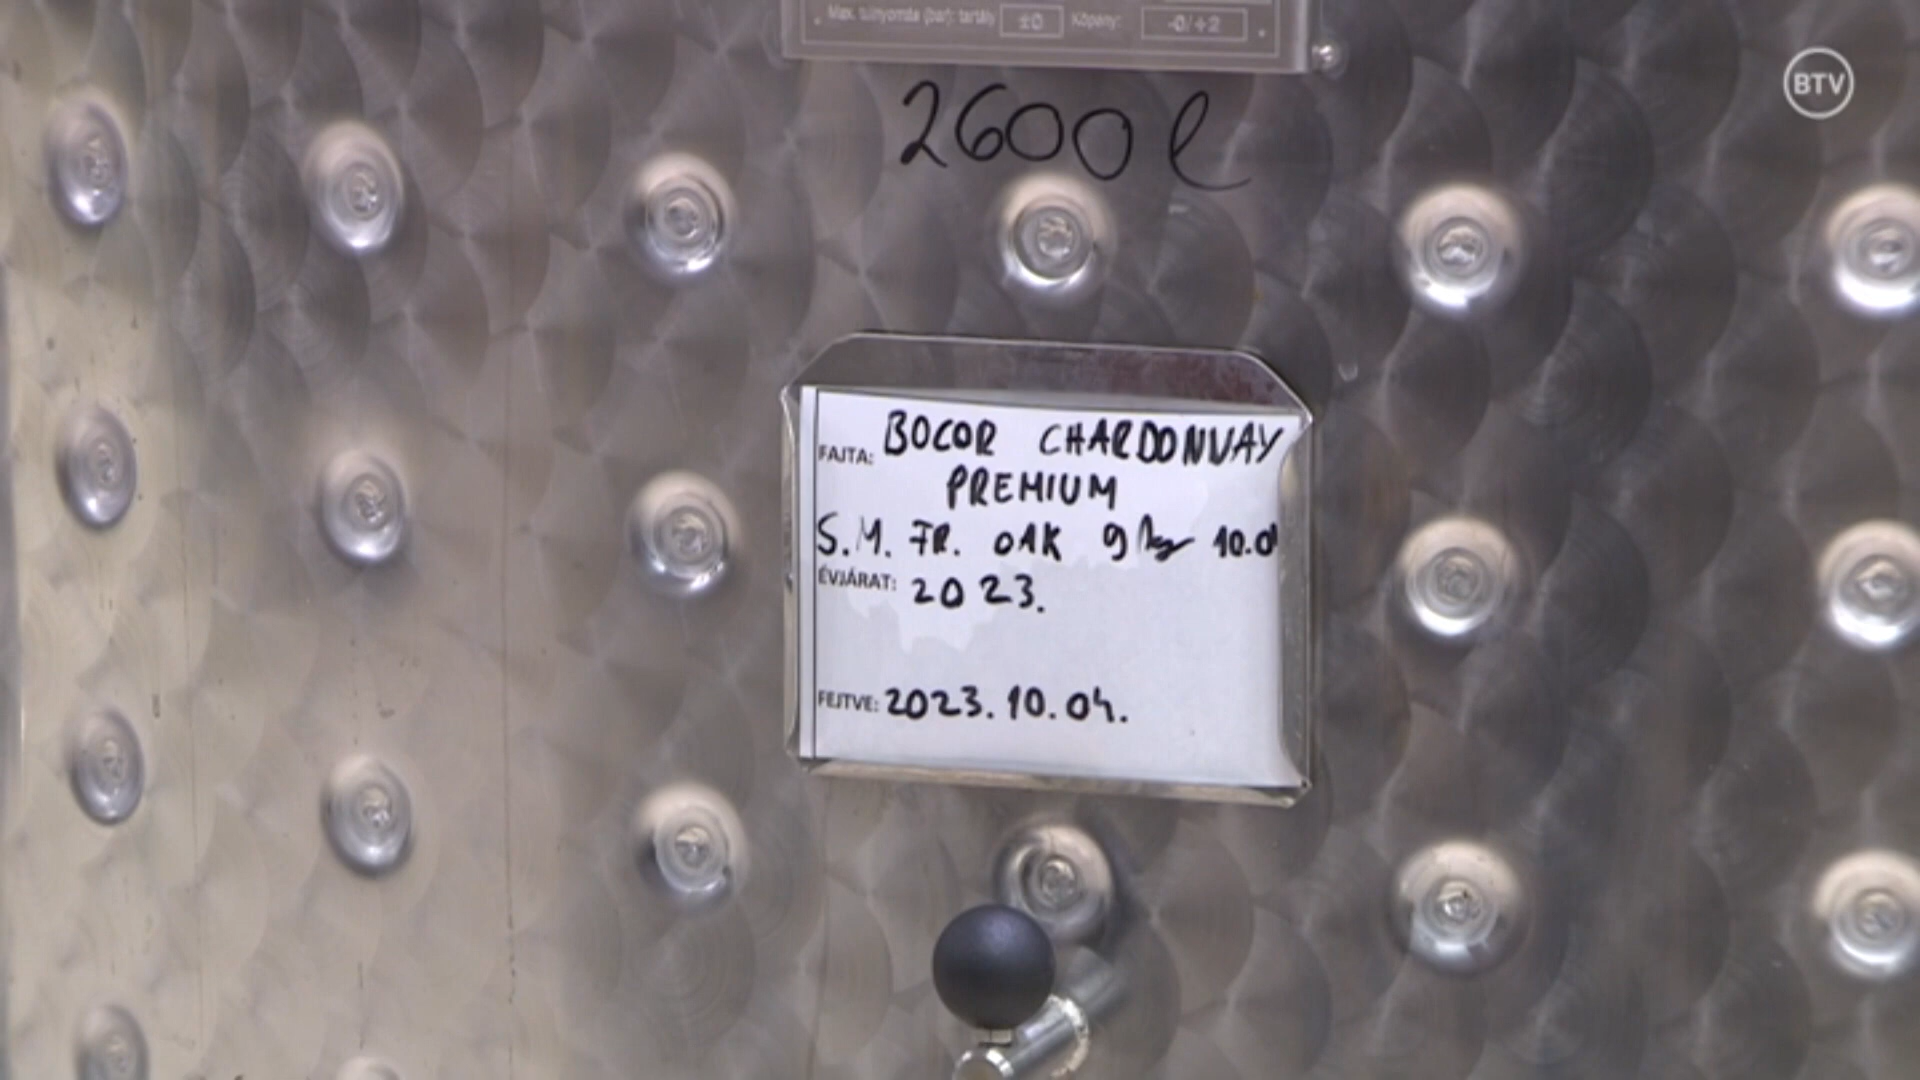 Max. túlnyomás (bar): tartály ±0 Köpeny: -0/+2
BTV
2600 l
FAJTA: BOCOR CHARDONNAY
PREMIUM
S.M. FR. OAK 9 10.0
ÉVJÁRAT: 2023.
FEJTVE: 2023.10.04.